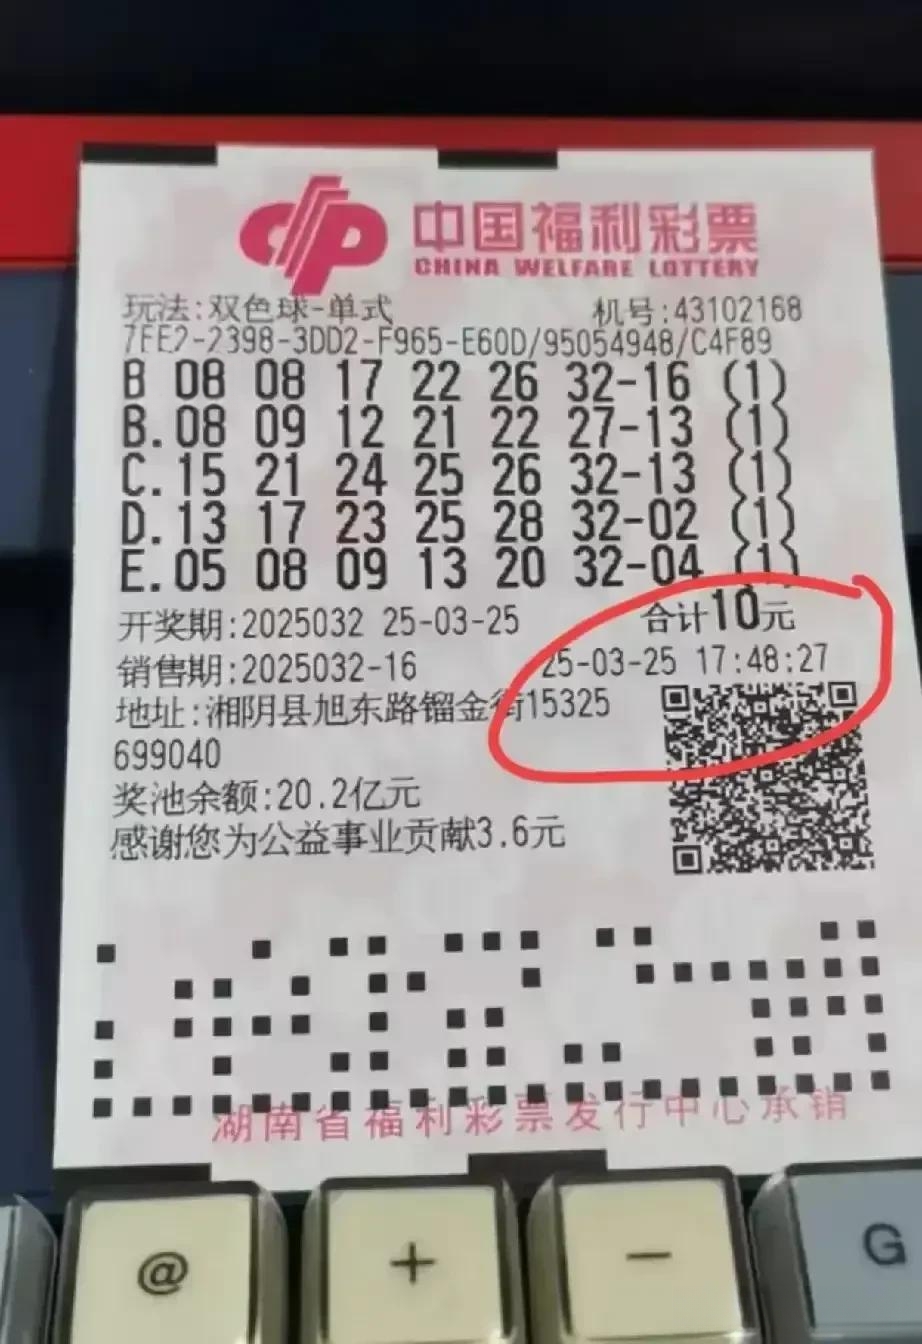 中国福利彩票
CHINA WELFARE LOTTERY
玩法:双色球-单式 机号:43102168
7FE2-2398-3DD2-F965-E60D/95054948/C4F89
B 08 08 17 22 26 32-16 (1)
B.08 09 12 21 22 27-13 (1)
C.15 21 24 25 26 32-13 (1)
D.13 17 23 25 28 32-02 (1)
E.05 08 09 13 20 32-04 (1)
合计10元
开奖期:2025032 25-03-25
销售期:2025032-16 25-03-25 17:48:27
地址:湘阴县旭东路镏金街15325
699040
奖池余额:20.2亿元
感谢您为公益事业贡献3.6元
湖南省福利彩票发行中心承销
@ + - G